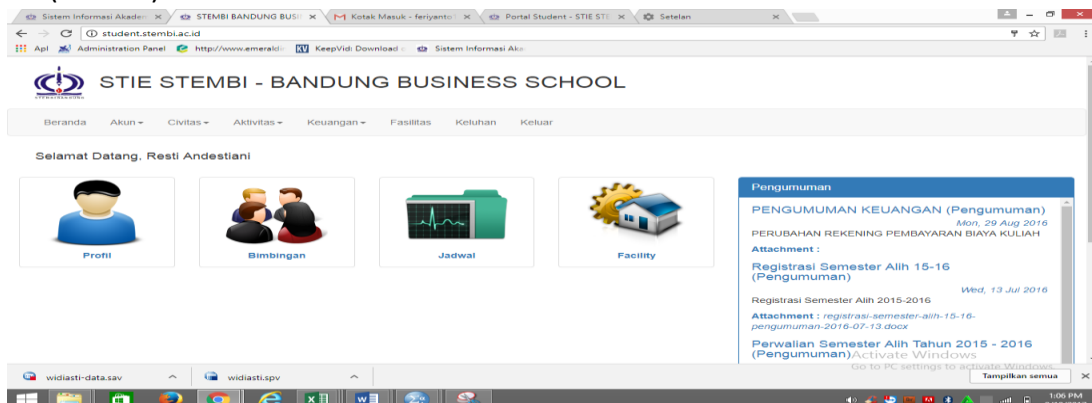 Sistem Informasi Akader
STEMBI BANDUNG BUSIN
Kotak Masuk - feriyanto
Portal Student - STIE STE
Setelan
student.stembi.ac.id
Apl Administration Panel http://www.emeraldin KeepVid: Download Sistem Informasi Aka
STIE STEMBI - BANDUNG BUSINESS SCHOOL
Beranda Akun Civitas Aktivitas Keuangan Fasilitas Keluhan Keluar
Selamat Datang, Resti Andestiani
Profil
Bimbingan
Jadwal
Facility
Pengumuman
PENGUMUMAN KEUANGAN (Pengumuman)
Mon, 29 Aug 2016
PERUBAHAN REKENING PEMBAYARAN BIAYA KULIAH
Attachment :
Registrasi Semester Alih 15-16
(Pengumuman)
Wed, 13 Jul 2016
Registrasi Semester Alih 2015-2016
Attachment : registrasi-semester-alih-15-16-
pengumuman-2016-07-13.docx
Perwalian Semester Alih Tahun 2015 - 2016
(Pengumuman)
Activate Windows
Go to PC settings to activate Windows.
widiasti-data.sav
widiasti.spv
Tampilkan semua
1:06 PM